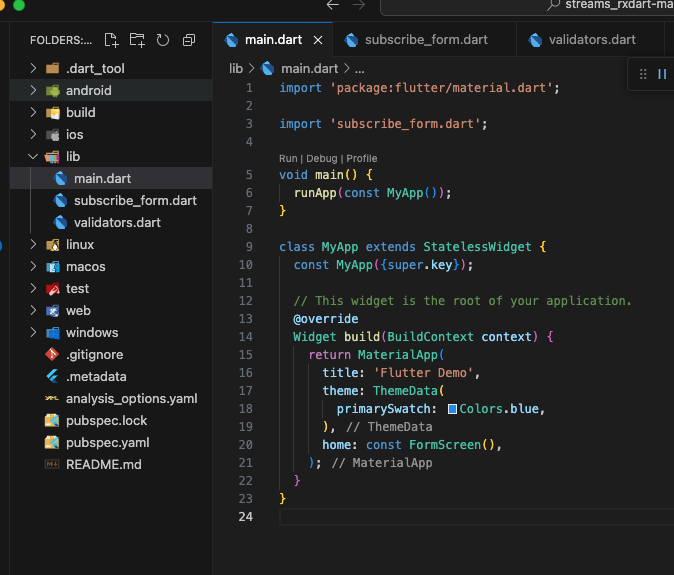 streams_rxdart-ma
FOLDERS:...
.dart_tool
android
build
ios
lib
main.dart
subscribe_form.dart
validators.dart
linux
macos
test
web
windows
.gitignore
.metadata
analysis_options.yaml
pubspec.lock
pubspec.yaml
README.md
main.dart
subscribe_form.dart
validators.dart
lib > main.dart > ...
1 import 'package:flutter/material.dart';
2
3 import 'subscribe_form.dart';
4
Run | Debug | Profile
5 void main() {
6 runApp(const MyApp());
7 }
8
9 class MyApp extends StatelessWidget {
10 const MyApp({super.key});
11
12 // This widget is the root of your application.
13 @override
14 Widget build(BuildContext context) {
15 return MaterialApp(
16 title: 'Flutter Demo',
17 theme: ThemeData(
18 primarySwatch: Colors.blue,
19 ), // ThemeData
20 home: const FormScreen(),
21 ); // MaterialApp
22 }
23 }
24